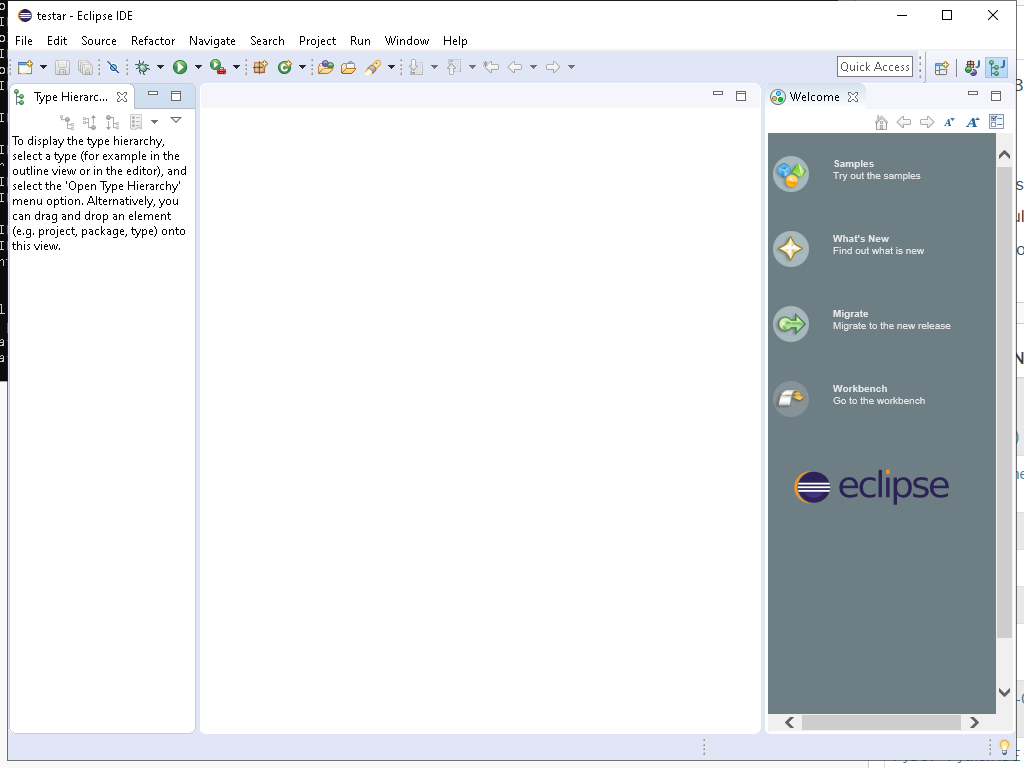 testar - Eclipse IDE
File Edit Source Refactor Navigate Search Project Run Window Help
Quick Access
Type Hierarc...
Welcome
To display the type hierarchy,
select a type (for example in the
outline view or in the editor), and
select the 'Open Type Hierarchy'
menu option. Alternatively, you
can drag and drop an element
(e.g. project, package, type) onto
this view.
Samples
Try out the samples
What's New
Find out what is new
Migrate
Migrate to the new release
Workbench
Go to the workbench
eclipse